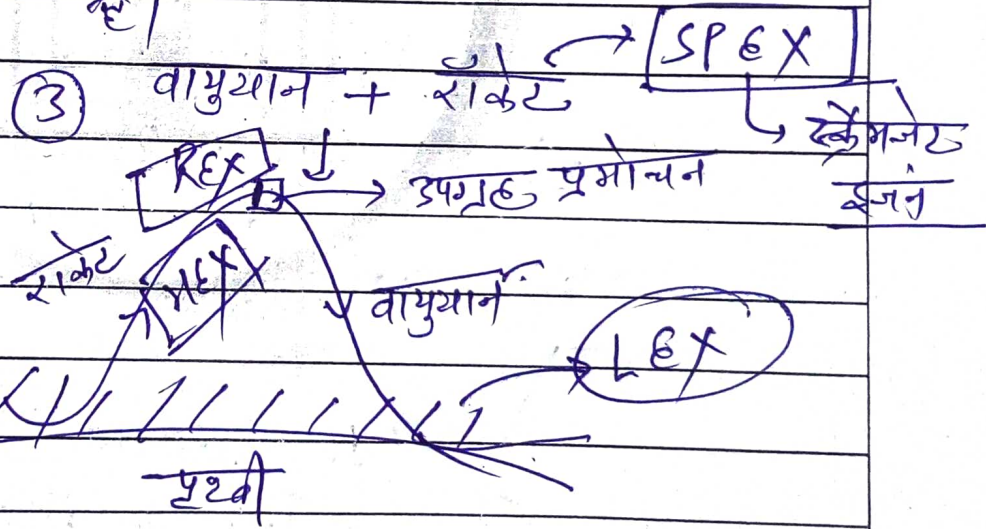 है।
③ वायुयान + रॉकेट → SPEX
→ स्क्रैमजेट इंजन
REX → उपग्रह प्रमोचन
राकेट HEX वायुयान
LEX
पृथ्वी